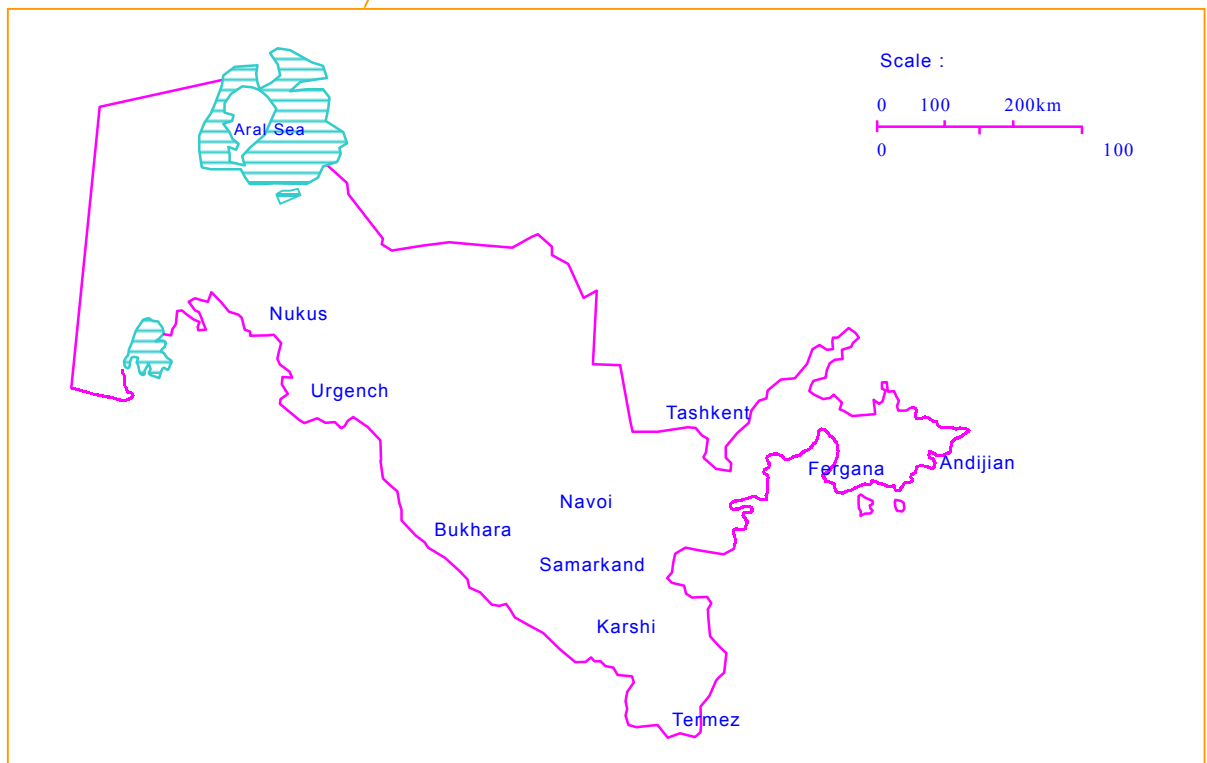 Scale :
0 100 200km
0 100
Aral Sea
Nukus
Urgench
Tashkent
Fergana
Andijian
Navoi
Bukhara
Samarkand
Karshi
Termez